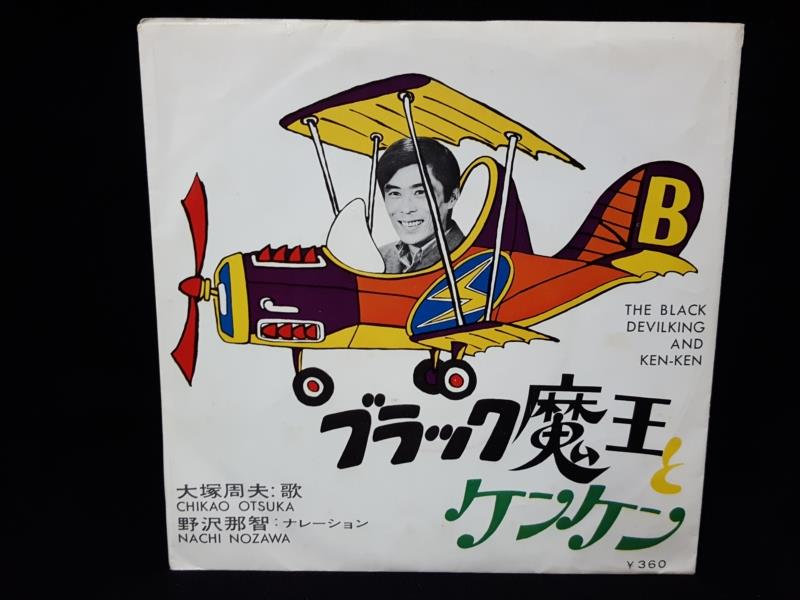 B
THE BLACK
DEVILKING
AND
KEN-KEN
ブラック魔王と
ケンケン
大塚周夫:歌
CHIKAO OTSUKA
野沢那智:ナレーション
NACHI NOZAWA
￥360